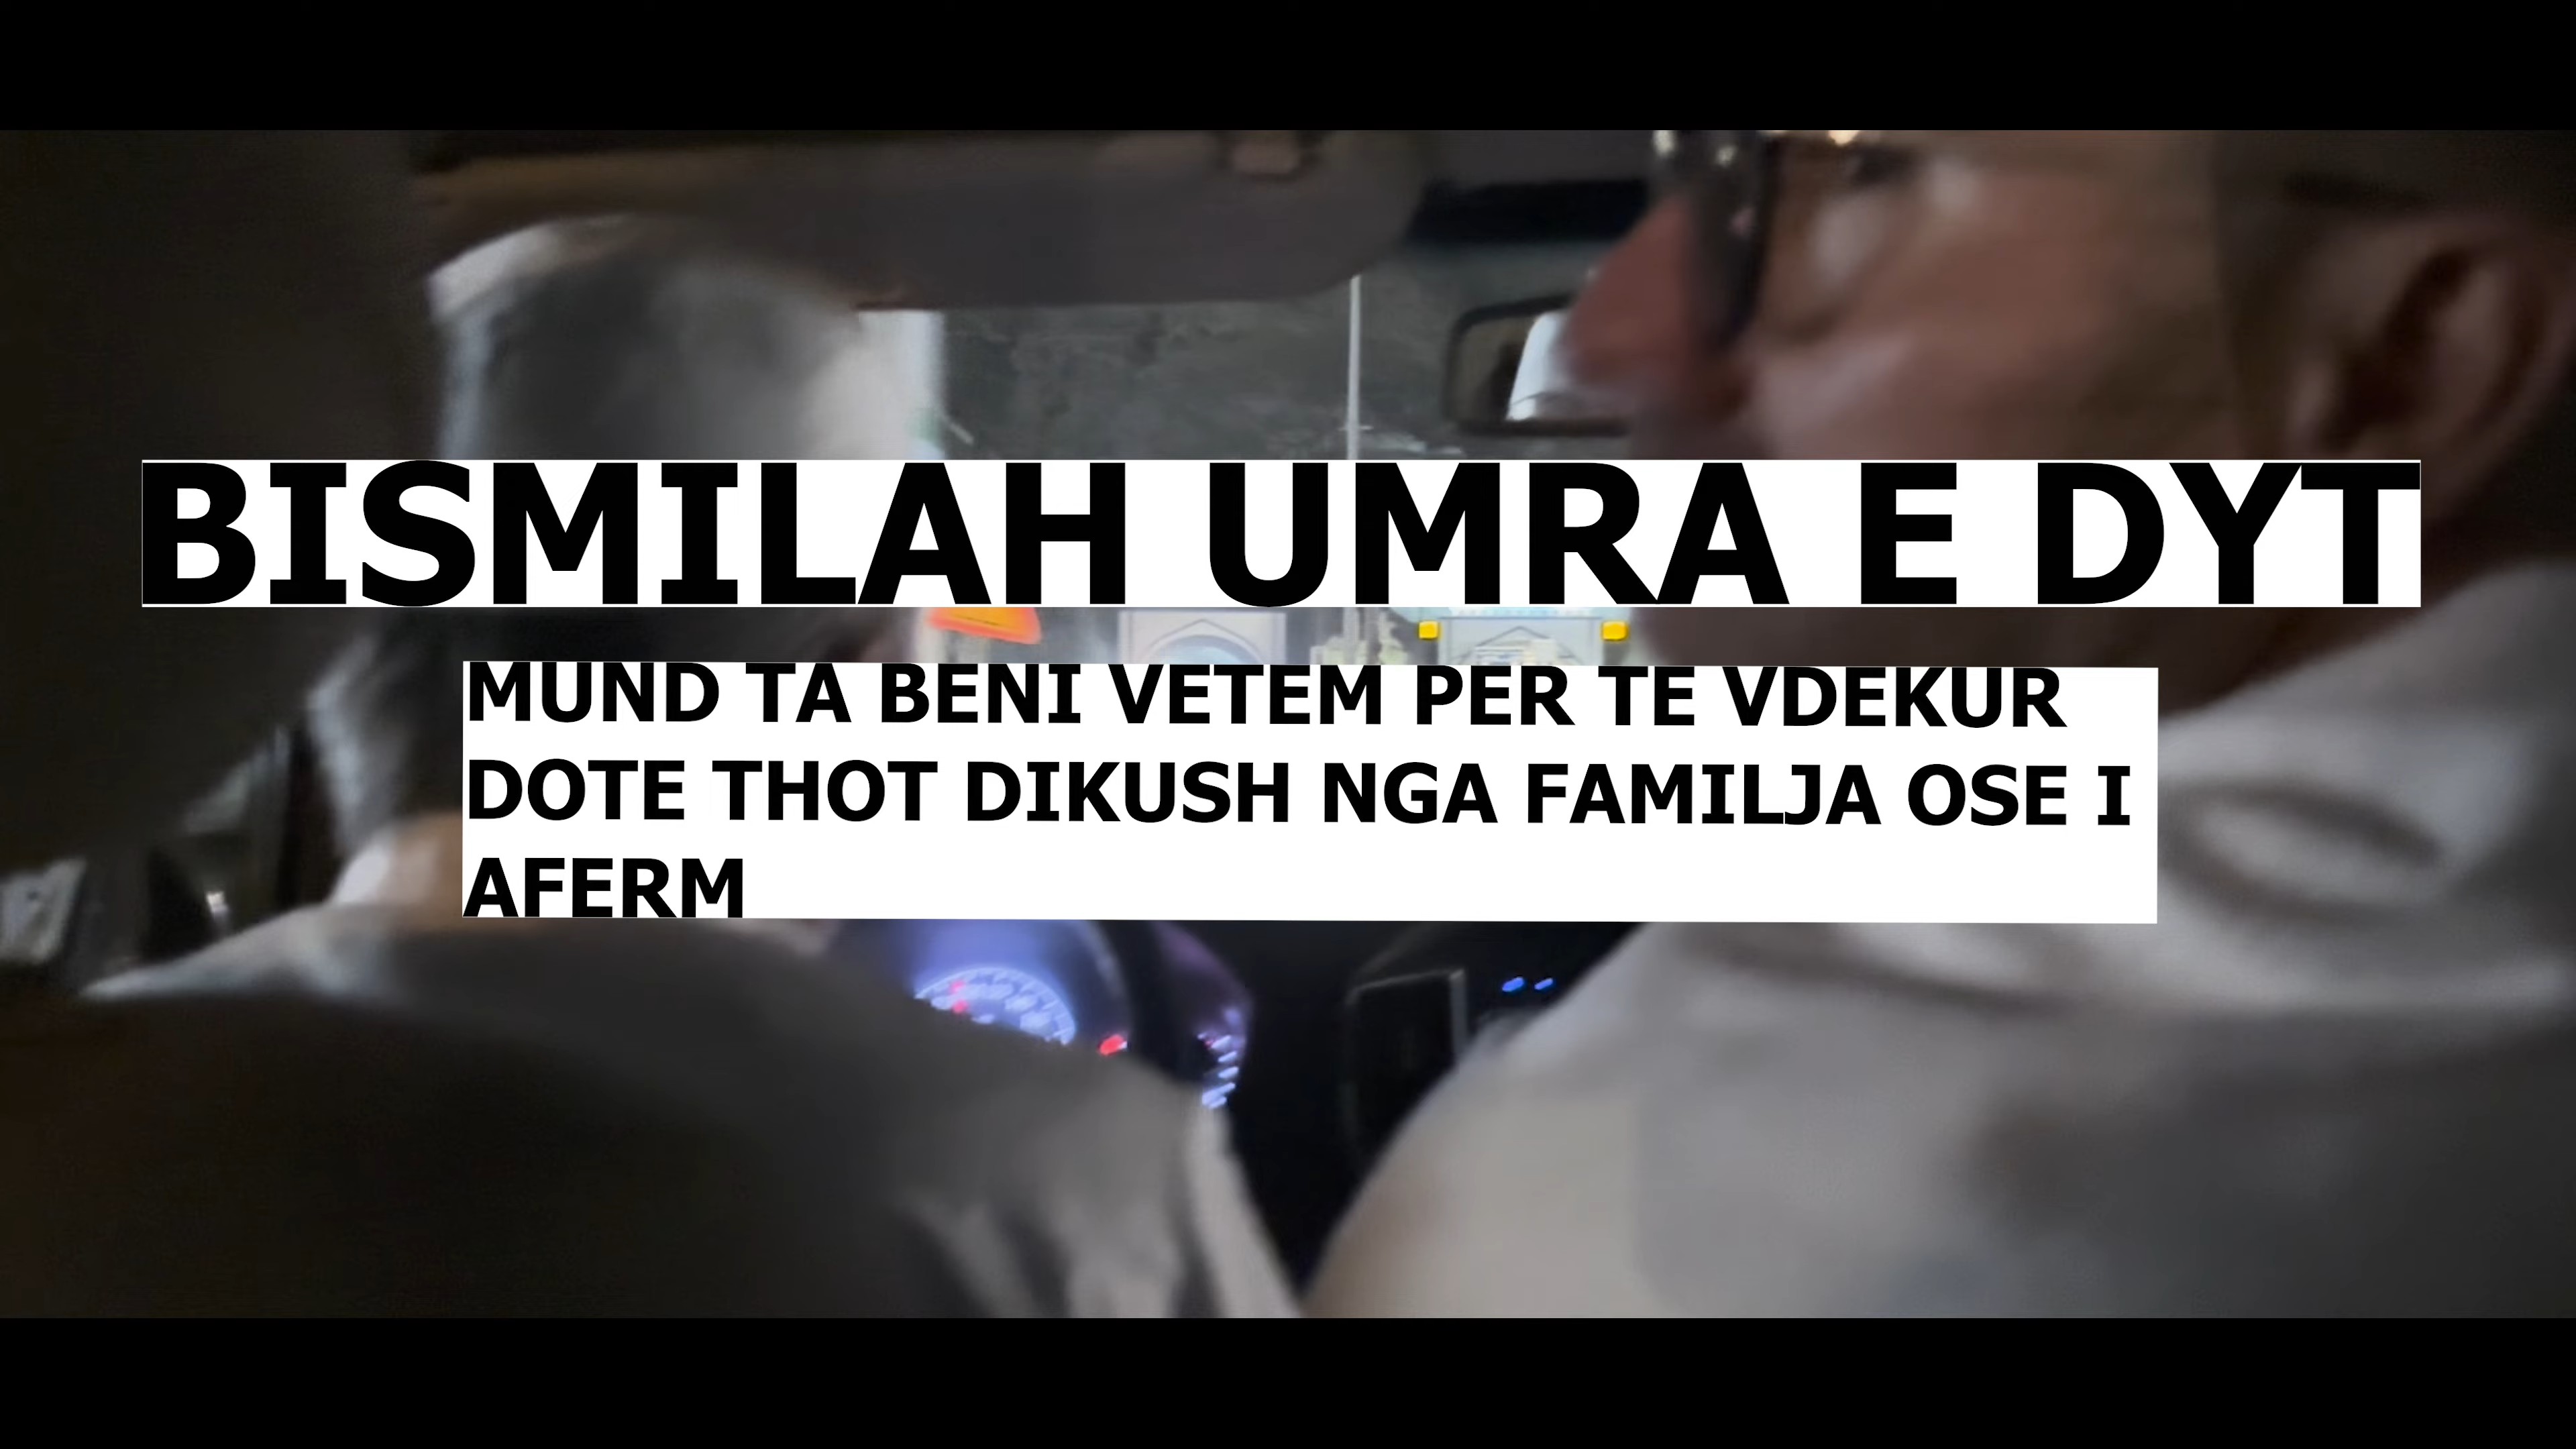 BISMILAH UMRA E DYT
MUND TA BENI VETEM PER TE VDEKUR
DOTE THOT DIKUSH NGA FAMILJA OSE I
AFERM